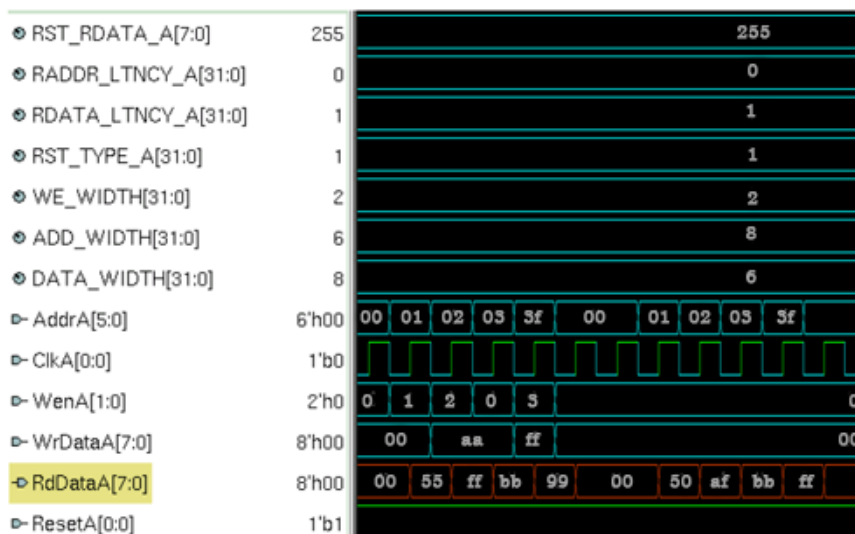 RST_RDATA_A[7:0] 255 255
RADDR_LTNCY_A[31:0] 0 0
RDATA_LTNCY_A[31:0] 1 1
RST_TYPE_A[31:0] 1 1
WE_WIDTH[31:0] 2 2
ADD_WIDTH[31:0] 6 8
DATA_WIDTH[31:0] 8 6
AddrA[5:0] 6'h00 00 01 02 03 3f 00 01 02 03 3f
ClkA[0:0] 1'b0
WenA[1:0] 2'h0 0 1 2 0 3 0
WrDataA[7:0] 8'h00 00 aa ff 00
RdDataA[7:0] 8'h00 00 55 ff bb 99 00 50 af bb ff
ResetA[0:0] 1'b1